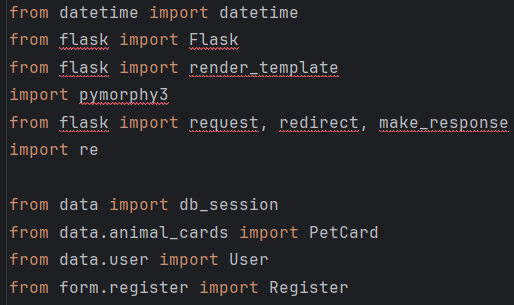 from datetime import datetime
from flask import Flask
from flask import render_template
import pymorphy3
from flask import request, redirect, make_response
import re
from data import db_session
from data.animal_cards import PetCard
from data.user import User
from form.register import Register